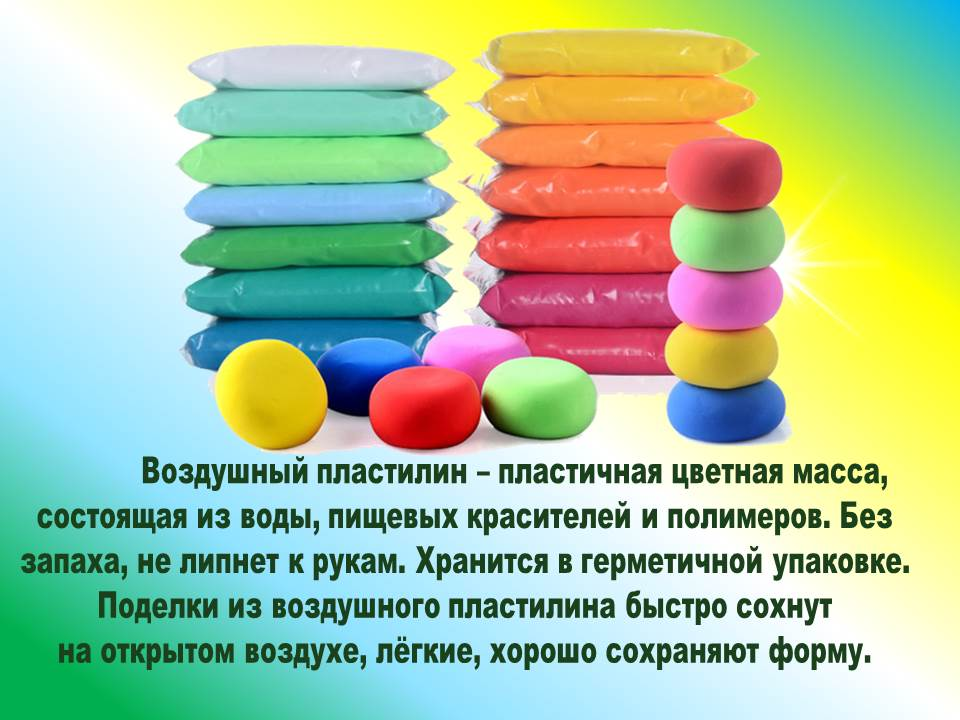 Воздушный пластилин – пластичная цветная масса,
состоящая из воды, пищевых красителей и полимеров. Без
запаха, не липнет к рукам. Хранится в герметичной упаковке.
Поделки из воздушного пластилина быстро сохнут
на открытом воздухе, лёгкие, хорошо сохраняют форму.